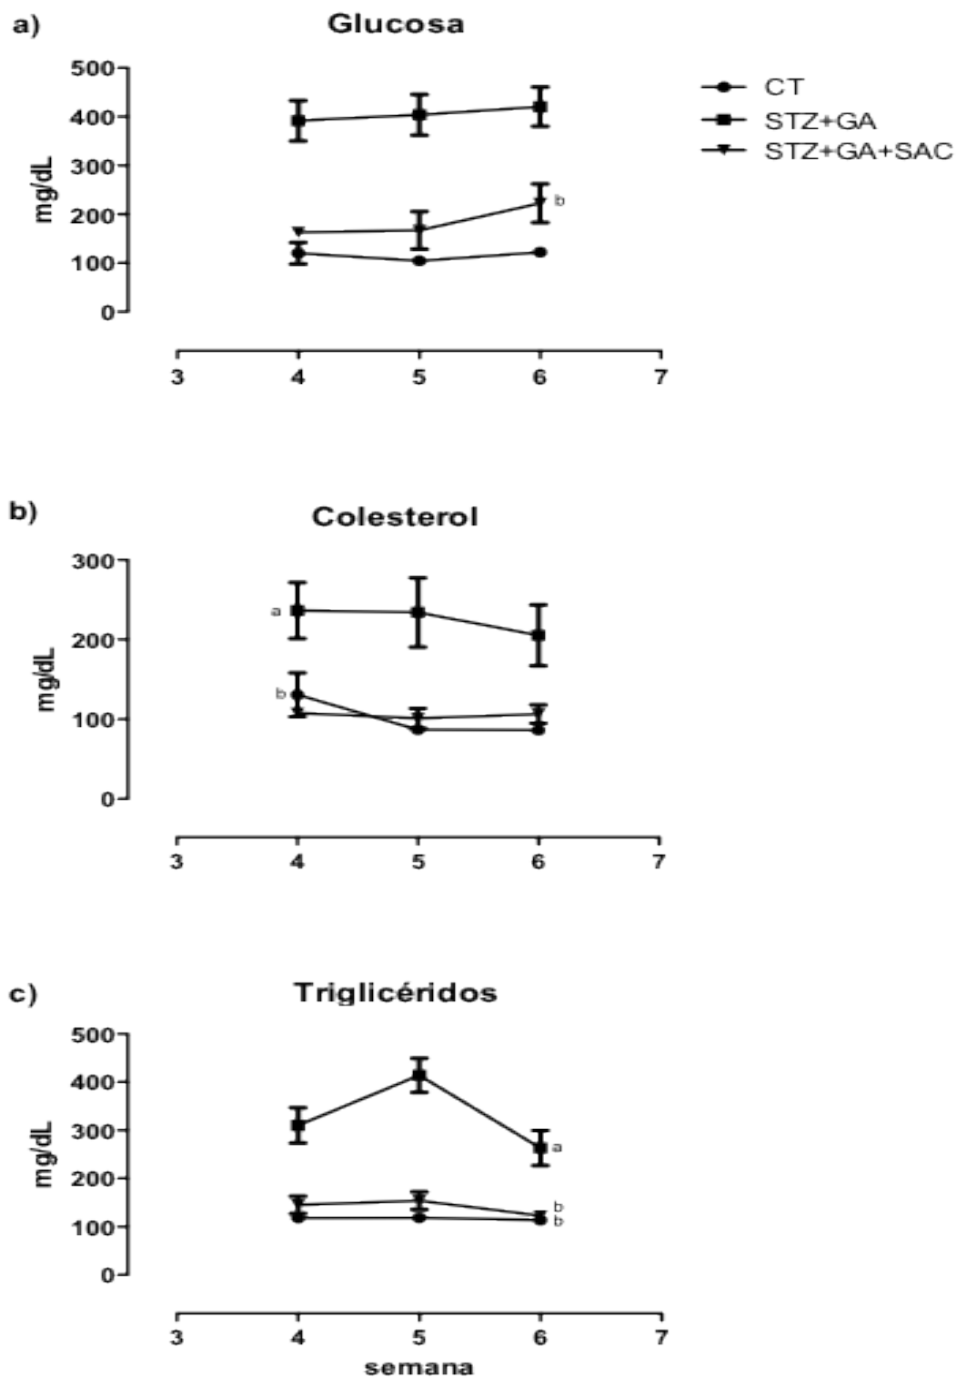 a)
Glucosa
500
400
300
200
100
0
mg/dL
b
3 4 5 6 7
CT
STZ+GA
STZ+GA+SAC
b)
Colesterol
300
200
100
0
mg/dL
a
b
3 4 5 6 7
c)
Triglicéridos
500
400
300
200
100
0
mg/dL
a
b
b
3 4 5 6 7
semana